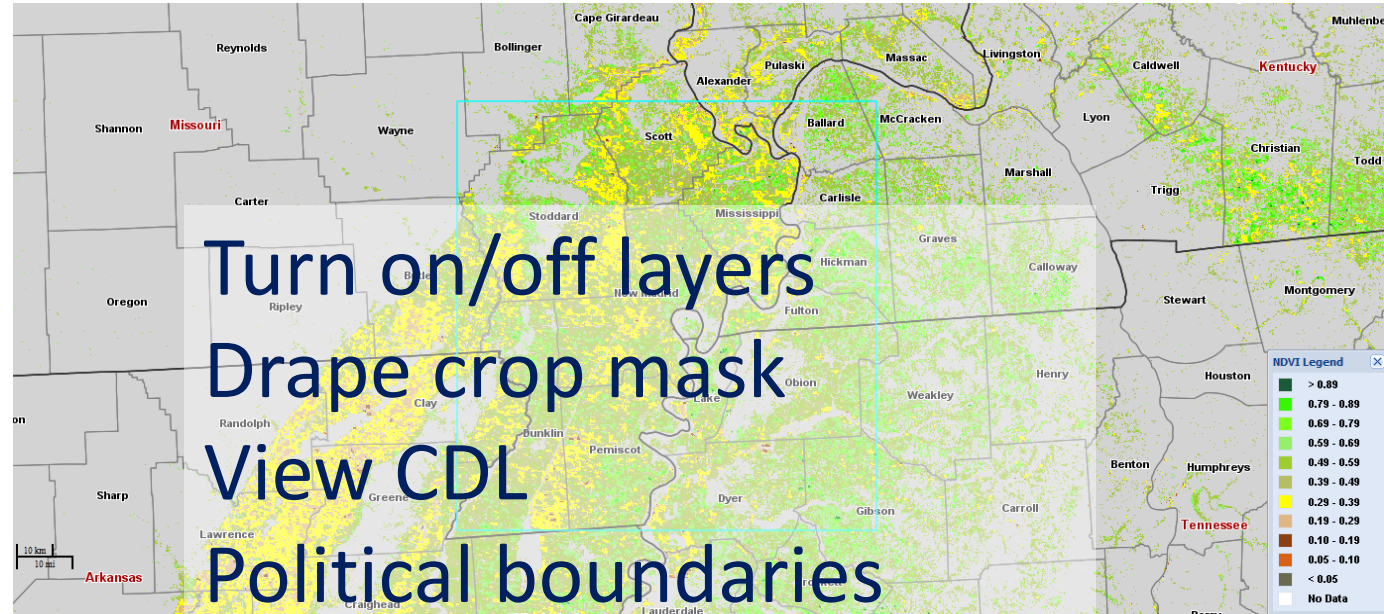 Cape Girardeau
Muhlenbe
Reynolds
Bollinger
Livingston
Massac
Pulaski
Caldwell
Kentucky
Alexander
Shannon
Missouri
Wayne
Scott
Ballard
McCracken
Lyon
Christian
Todd
Marshall
Trigg
Carter
Carlisle
Stoddard
Mississippi
Graves
Turn on/off layers
Hickman
Calloway
Butler
New Madrid
Montgomery
Oregon
Ripley
Stewart
Fulton
Drape crop mask
Obion
Henry
Houston
Lake
Weakley
Clay
on
Randolph
Dunklin
Pemiscot
View CDL
Benton
Humphreys
Sharp
Greene
Dyer
Gibson
Carroll
Lawrence
Tennessee
10 km
10 mi
Arkansas
Political boundaries
Craighead
Lauderdale
NDVI Legend
> 0.89
0.79 - 0.89
0.69 - 0.79
0.59 - 0.69
0.49 - 0.59
0.39 - 0.49
0.29 - 0.39
0.19 - 0.29
0.10 - 0.19
0.05 - 0.10
< 0.05
No Data